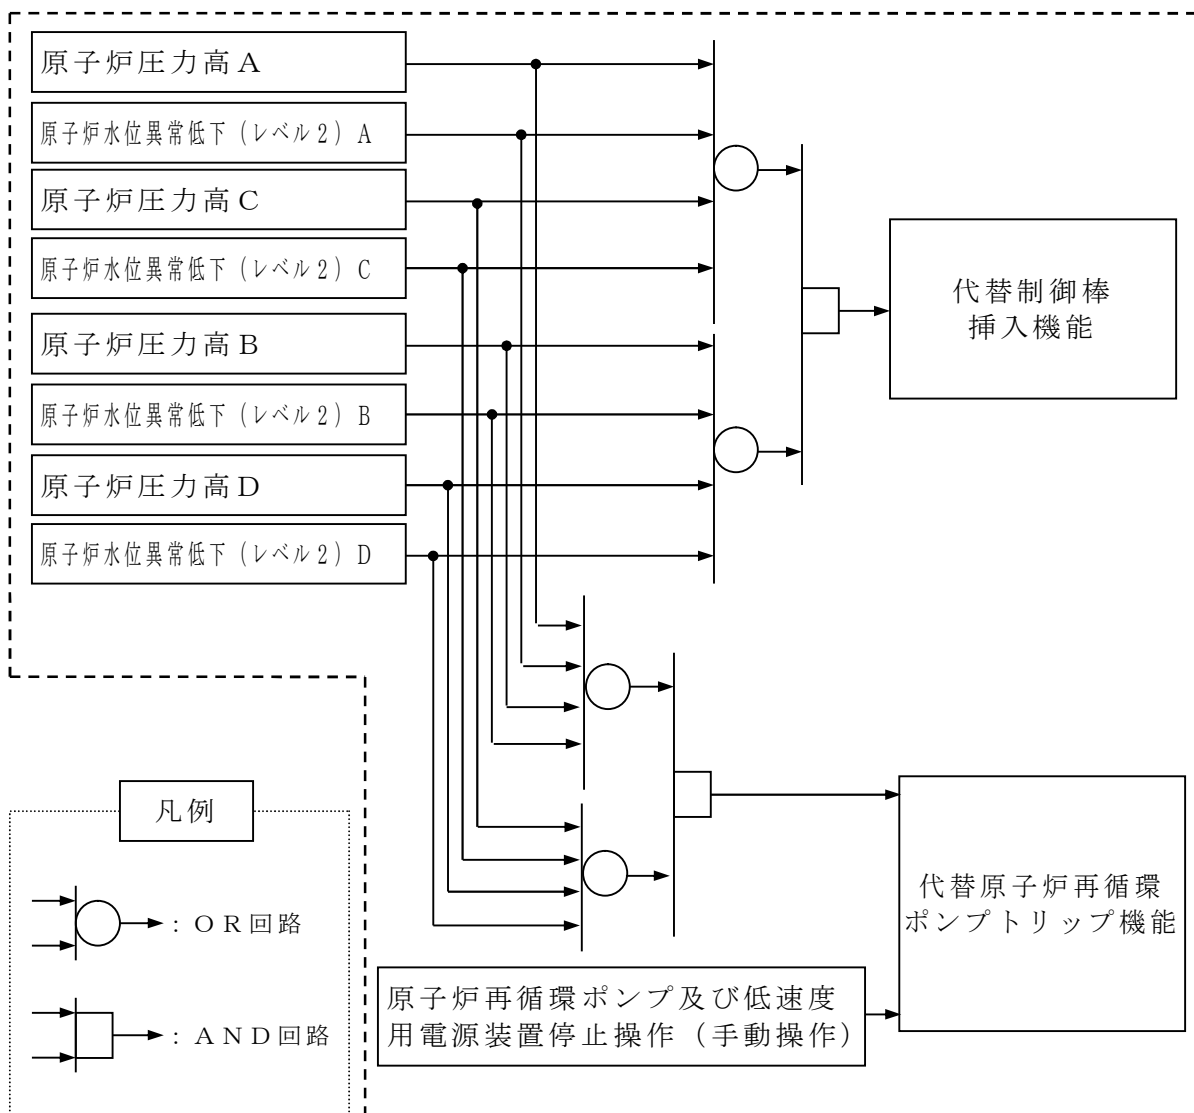 原子炉圧力高A
原子炉水位異常低下（レベル2）A
原子炉圧力高C
原子炉水位異常低下（レベル2）C
原子炉圧力高B
原子炉水位異常低下（レベル2）B
原子炉圧力高D
原子炉水位異常低下（レベル2）D
代替制御棒
挿入機能
代替原子炉再循環
ポンプトリップ機能
原子炉再循環ポンプ及び低速度
用電源装置停止操作（手動操作）
凡例
：OR回路
：AND回路